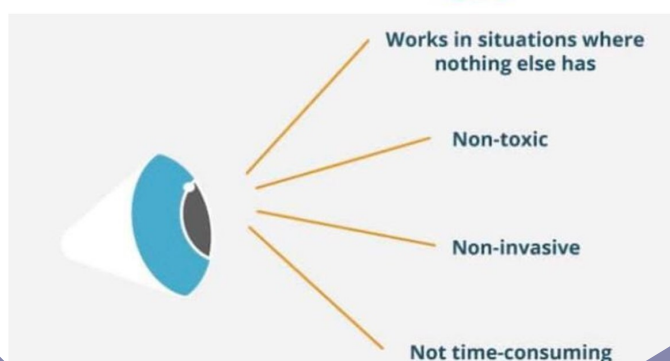 Works in situations where
nothing else has
Non-toxic
Non-invasive
Not time-consuming